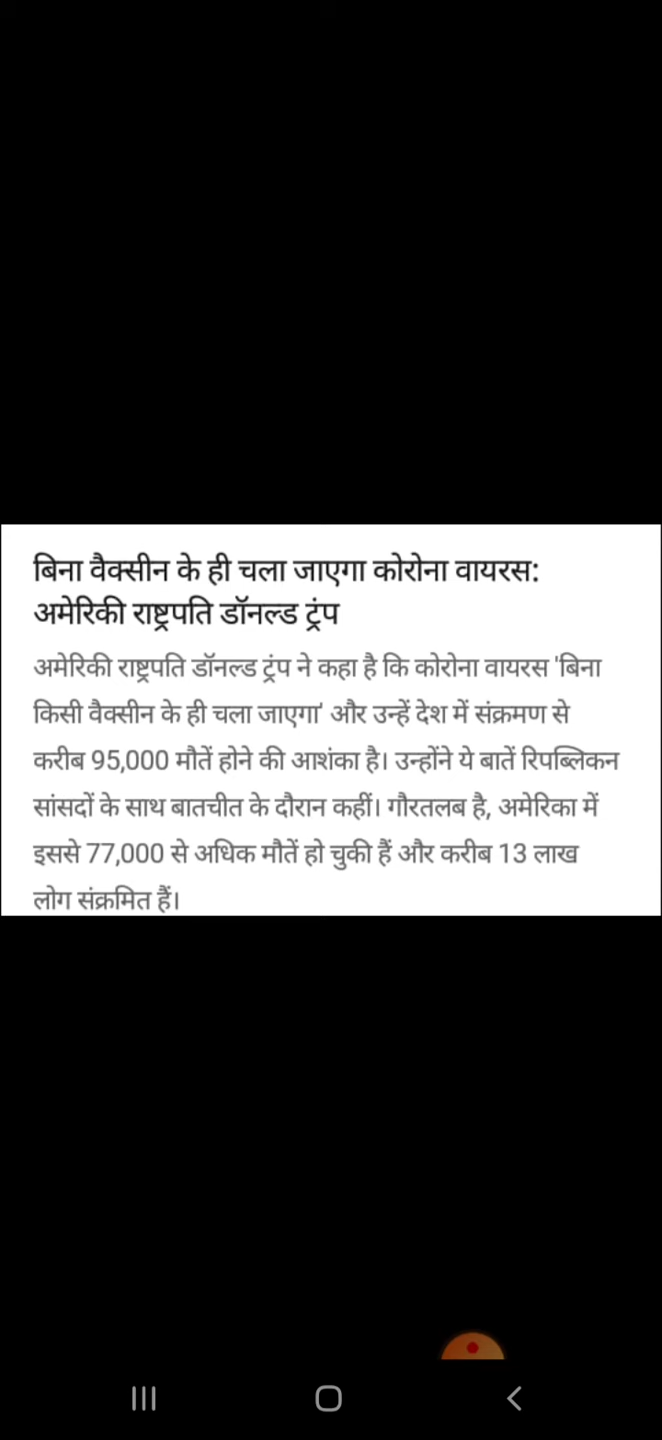 बिना वैक्सीन के ही चला जाएगा कोरोना वायरस:
अमेरिकी राष्ट्रपति डॉनल्ड ट्रंप
अमेरिकी राष्ट्रपति डॉनल्ड ट्रंप ने कहा है कि कोरोना वायरस 'बिना
किसी वैक्सीन के ही चला जाएगा' और उन्हें देश में संक्रमण से
करीब 95,000 मौतें होने की आशंका है। उन्होंने ये बातें रिपब्लिकन
सांसदों के साथ बातचीत के दौरान कहीं। गौरतलब है, अमेरिका में
इससे 77,000 से अधिक मौतें हो चुकी हैं और करीब 13 लाख
लोग संक्रमित हैं।